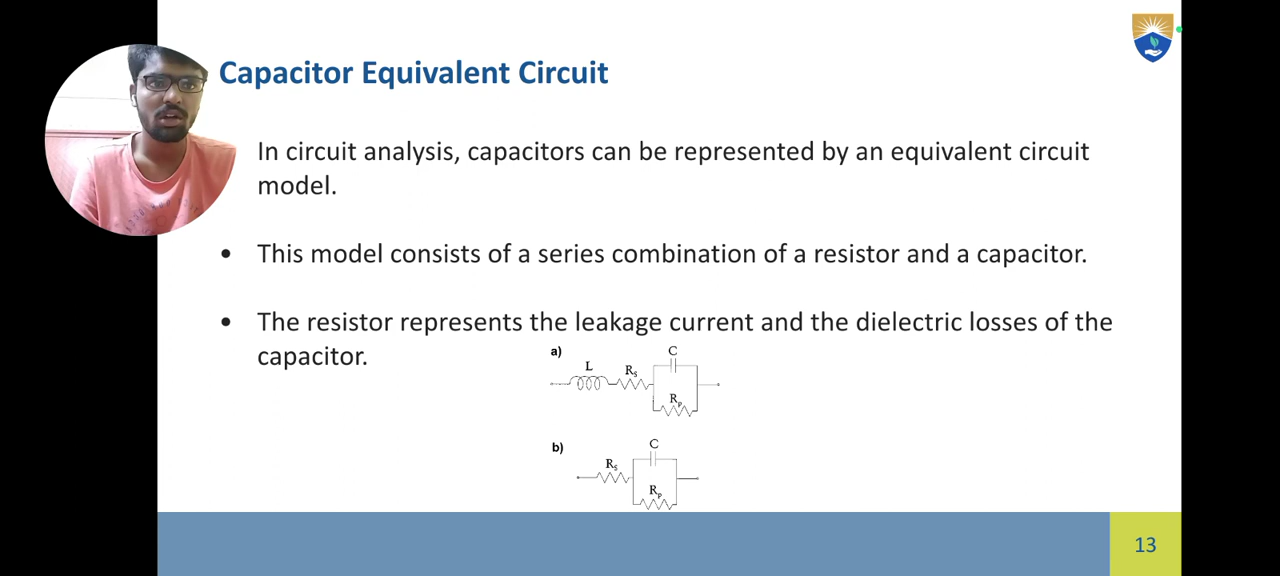 Capacitor Equivalent Circuit
In circuit analysis, capacitors can be represented by an equivalent circuit
model.
• This model consists of a series combination of a resistor and a capacitor.
• The resistor represents the leakage current and the dielectric losses of the
capacitor.
a)
C
L
Rs
Rp
b)
C
Rs
Rp
13